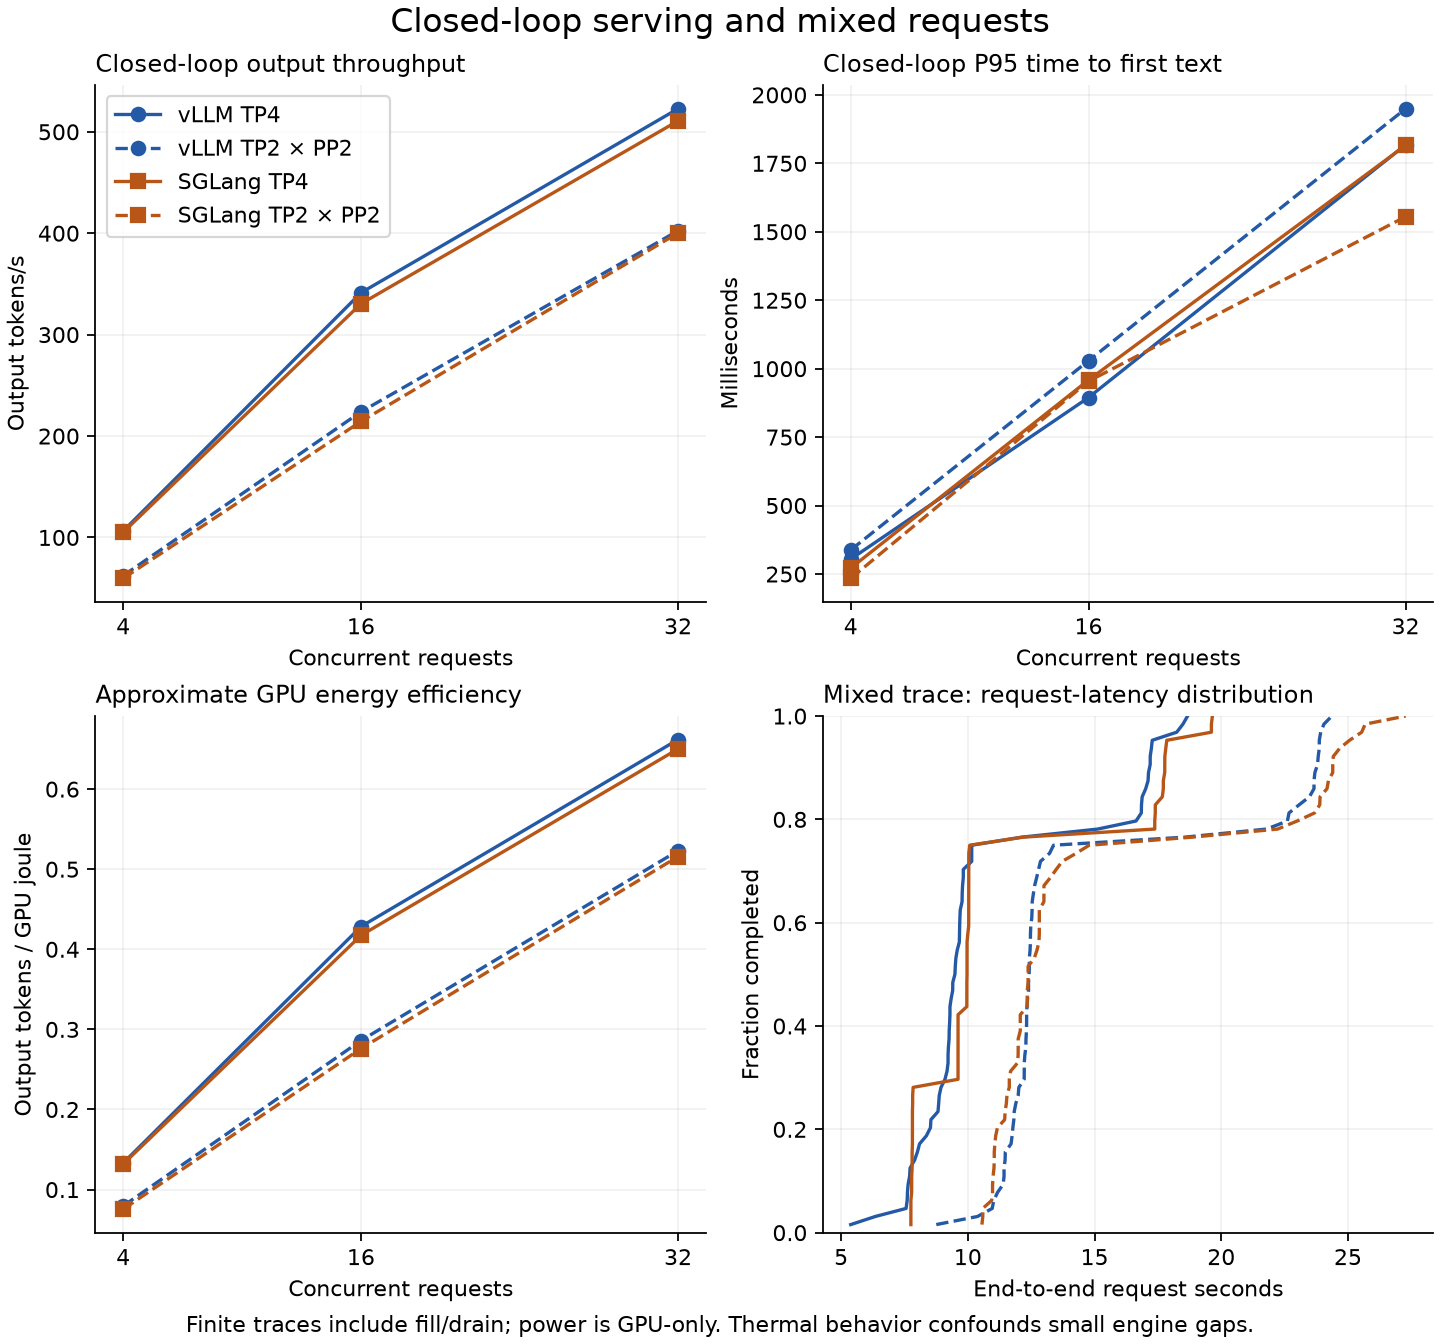 Closed-loop serving and mixed requests
Closed-loop output throughput
vLLM TP4
vLLM TP2 × PP2
SGLang TP4
SGLang TP2 × PP2
500
400
300
200
100
Output tokens/s
4 16 32
Concurrent requests
Closed-loop P95 time to first text
2000
1750
1500
1250
1000
750
500
250
Milliseconds
4 16 32
Concurrent requests
Approximate GPU energy efficiency
0.6
0.5
0.4
0.3
0.2
0.1
Output tokens / GPU joule
4 16 32
Concurrent requests
Mixed trace: request-latency distribution
1.0
0.8
0.6
0.4
0.2
0.0
Fraction completed
5 10 15 20 25
End-to-end request seconds
Finite traces include fill/drain; power is GPU-only. Thermal behavior confounds small engine gaps.